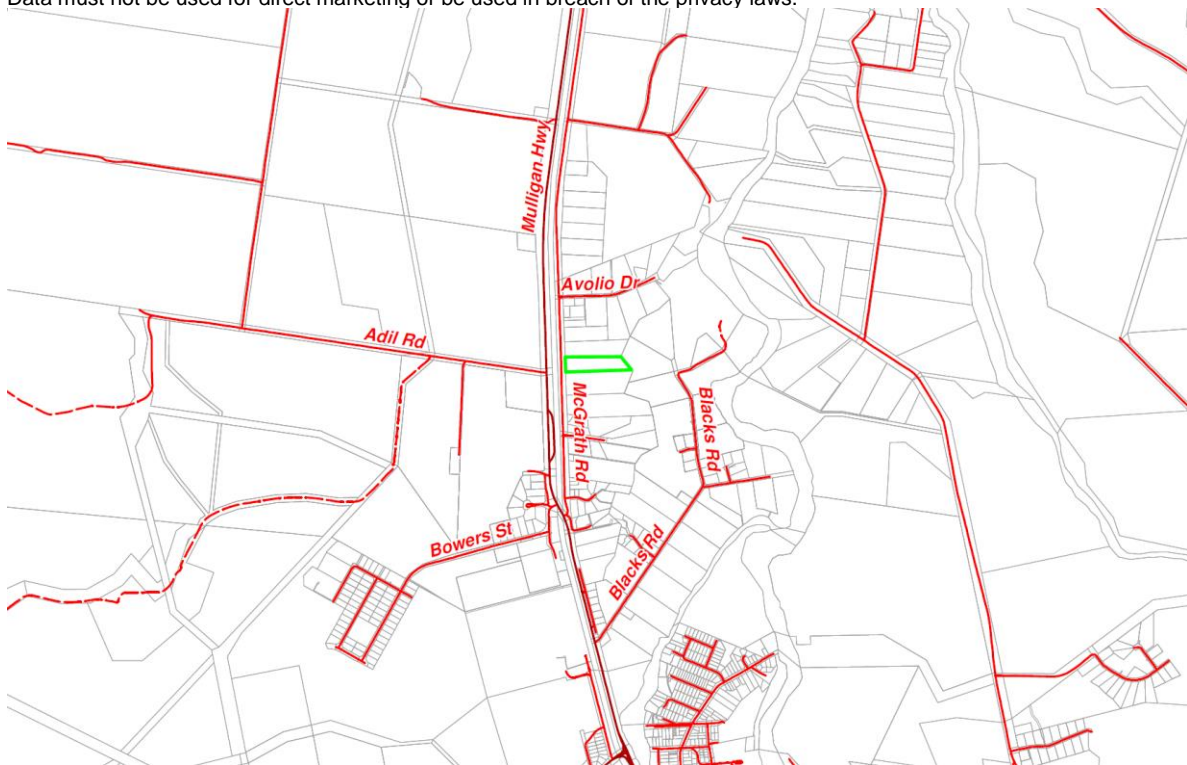 Data must not be used for direct marketing or be used in breach of the privacy laws.
Mulligan Hwy
Avolio Dr
Adil Rd
McGrath Rd
Blacks Rd
Bowers St
Blacks Rd